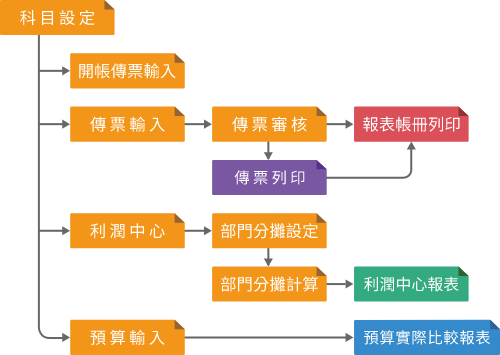 科目設定
開帳傳票輸入
傳票輸入
傳票審核
報表帳冊列印
傳票列印
利潤中心
部門分攤設定
部門分攤計算
利潤中心報表
預算輸入
預算實際比較報表